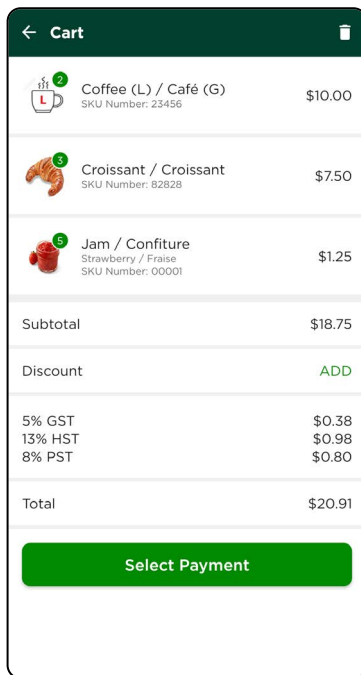 Cart
2
L
Coffee (L) / Café (G)
SKU Number: 23456
$10.00
3
Croissant / Croissant
SKU Number: 82828
$7.50
5
Jam / Confiture
Strawberry / Fraise
SKU Number: 00001
$1.25
Subtotal $18.75
Discount ADD
5% GST $0.38
13% HST $0.98
8% PST $0.80
Total $20.91
Select Payment